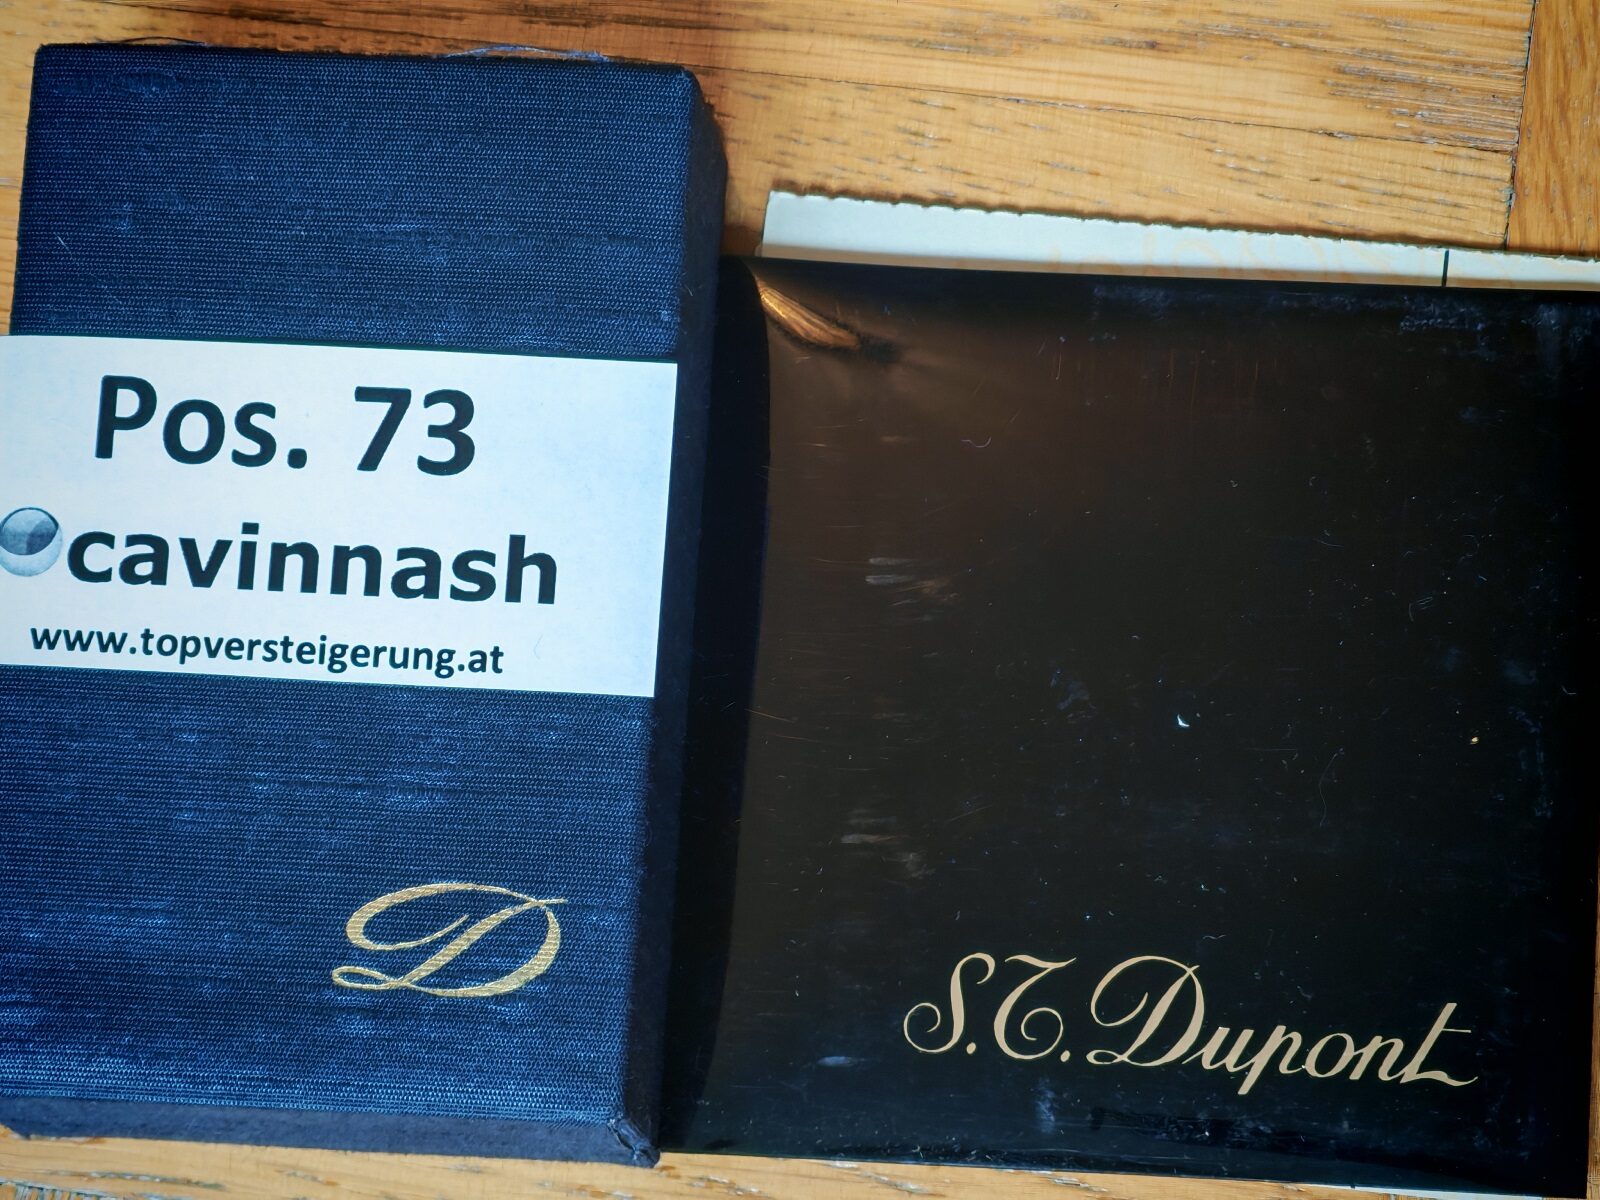 Pos. 73
cavinnash
www.topversteigerung.at
D
S.T. Dupont